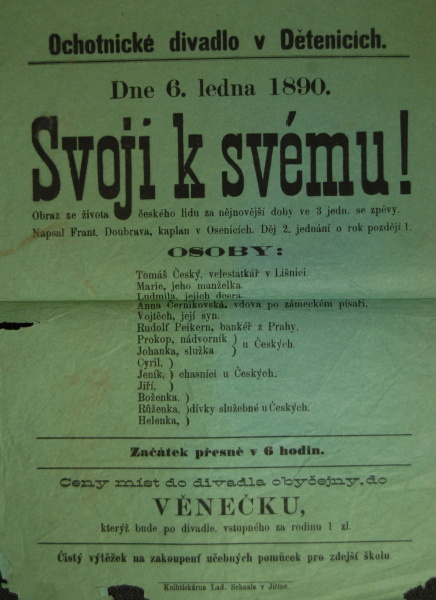 Ochotnické divadlo v Dětenicích.
Dne 6. ledna 1890.
Svoji k svému!
Obraz ze života českého lidu za nějnovější doby ve 3 jedn. se zpěvy.
Napsal Frant. Doubrava, kaplan v Osenicích. Děj 2. jednání o rok později !.
OSOBY:
Tomáš Český, velestatkář v Líšnici.
Marie, jeho manželka.
Ludmila, jejich dcera.
Anna Černíkovská, vdova po zámeckém písaři.
Vojtěch, její syn.
Rudolf Peikern, bankéř z Prahy.
Prokop, nádvorník ) u Českých.
Johanka, služka )
Cyril, )
Jeník, ) chasníci u Českých.
Jiří, )
Boženka, )
Růženka, )dívky služebné u Českých.
Helenka, )
Začátek přesně v 6 hodin.
Ceny míst do divadla obyčejny, do
VĚNEČKU,
kterýž bude po divadle, vstupného za rodinu 1 zl.
Čistý výtěžek na zakoupení učebných pomůcek pro zdejší školu
Knihtiskárna Lad. Sehnala v Jičíně.